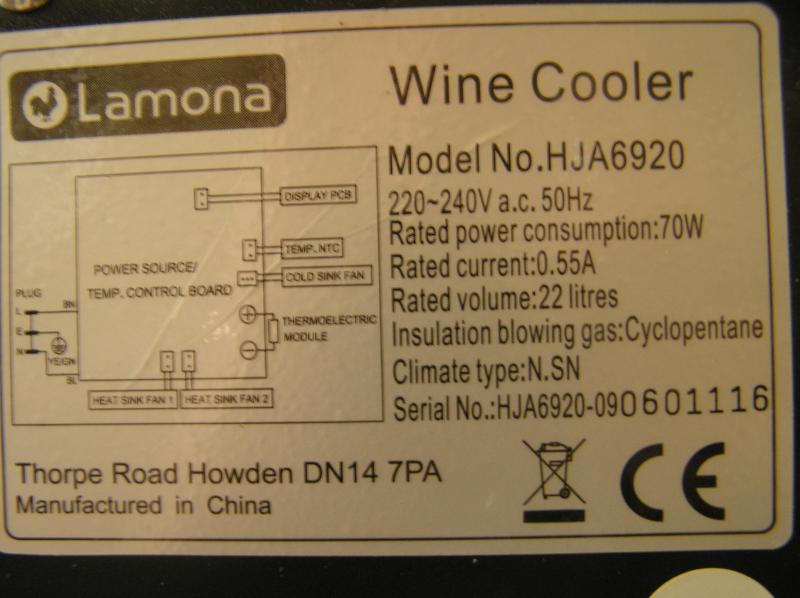 Lamona
Wine Cooler
Model No.HJA6920
220~240V a.c. 50Hz
Rated power consumption:70W
Rated current:0.55A
Rated volume:22 litres
Insulation blowing gas:Cyclopentane
Climate type:N.SN
Serial No.:HJA6920-090601116
DISPLAY PCB
TEMP. NTC
COLD SINK FAN
POWER SOURCE/
TEMP. CONTROL BOARD
THERMOELECTRIC
MODULE
PLUG
L
E
N
BN
YE/GN
BL
HEAT SINK FAN 1
HEAT SINK FAN 2
Thorpe Road Howden DN14 7PA
Manufactured in China
CE